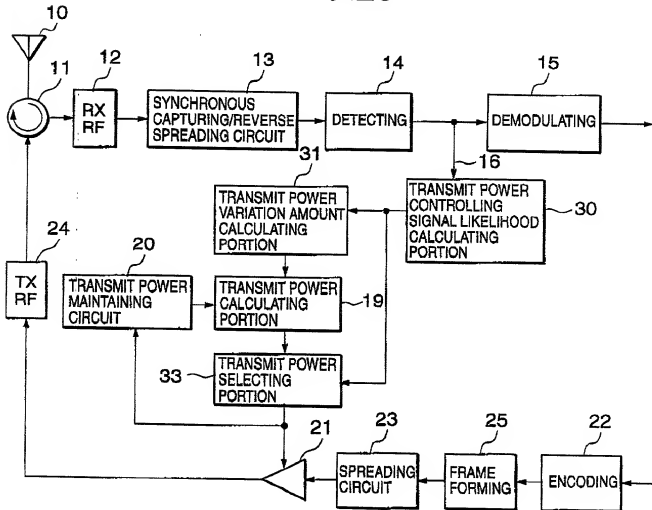 10
11
12
RX
RF
13
SYNCHRONOUS
CAPTURING/REVERSE
SPREADING CIRCUIT
14
DETECTING
15
DEMODULATING
16
31
TRANSMIT POWER
VARIATION AMOUNT
CALCULATING
PORTION
TRANSMIT POWER
CONTROLLING
SIGNAL LIKELIHOOD
CALCULATING
PORTION
30
24
TX
RF
20
TRANSMIT POWER
MAINTAINING
CIRCUIT
TRANSMIT POWER
CALCULATING
PORTION
19
33
TRANSMIT POWER
SELECTING
PORTION
21
23
SPREADING
CIRCUIT
25
FRAME
FORMING
22
ENCODING